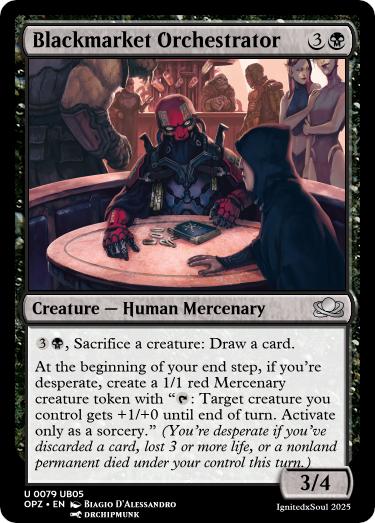 Blackmarket Orchestrator 3
Creature — Human Mercenary
3, Sacrifice a creature: Draw a card.
At the beginning of your end step, if you're
desperate, create a 1/1 red Mercenary
creature token with “: Target creature you
control gets +1/+0 until end of turn. Activate
only as a sorcery.” (You're desperate if you've
discarded a card, lost 3 or more life, or a nonland
permanent died under your control this turn.)
3/4
U 0079 UB05
OPZ • EN Biagio D'Alessandro
drchipmunk
IgnitedxSoul 2025